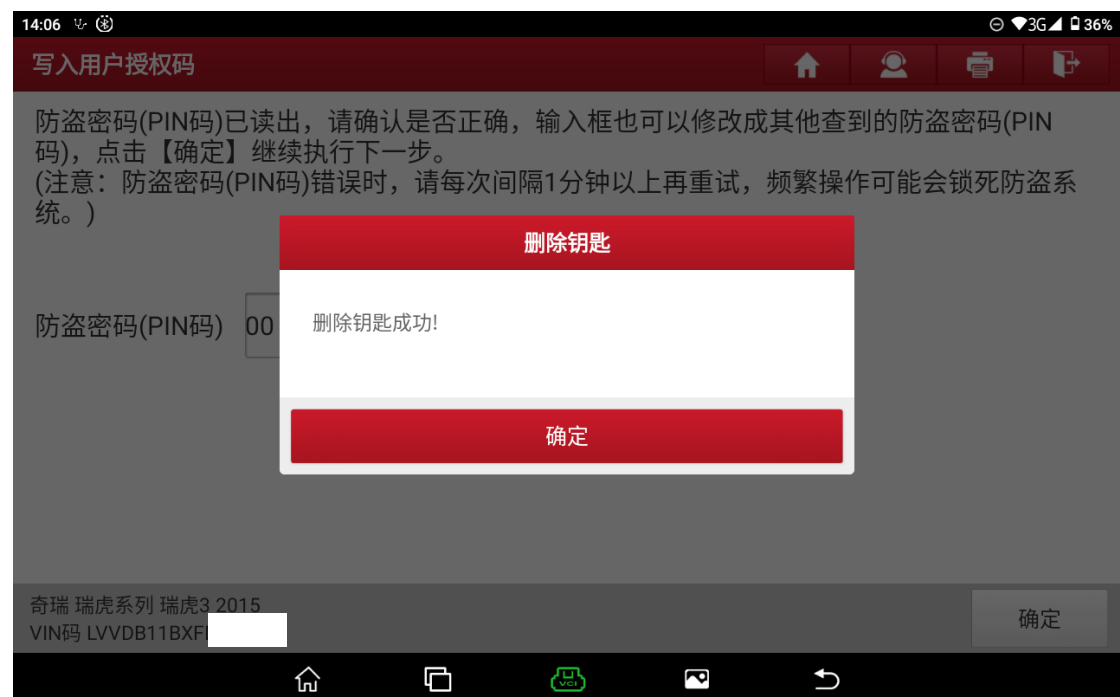 14:06
3G 36%
写入用户授权码
防盗密码(PIN码)已读出，请确认是否正确，输入框也可以修改成其他查到的防盗密码(PIN
码)，点击【确定】继续执行下一步。
(注意：防盗密码(PIN码)错误时，请每次间隔1分钟以上再重试，频繁操作可能会锁死防盗系
统。)
删除钥匙
防盗密码(PIN码) 00
删除钥匙成功!
确定
奇瑞 瑞虎系列 瑞虎3 2015
VIN码 LVVDB11BXF
确定
VCI